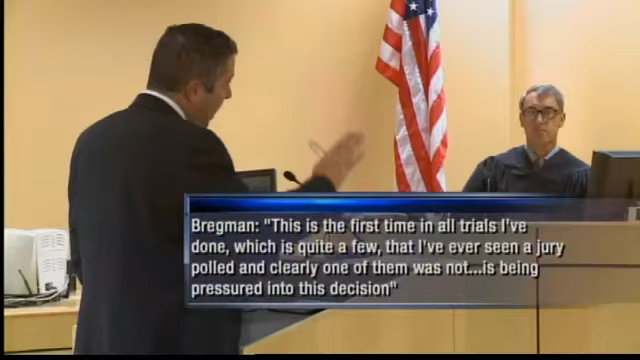 Bregman: "This is the first time in all trials I've
done, which is quite a few, that I've ever seen a jury
polled and clearly one of them was not...is being
pressured into this decision"